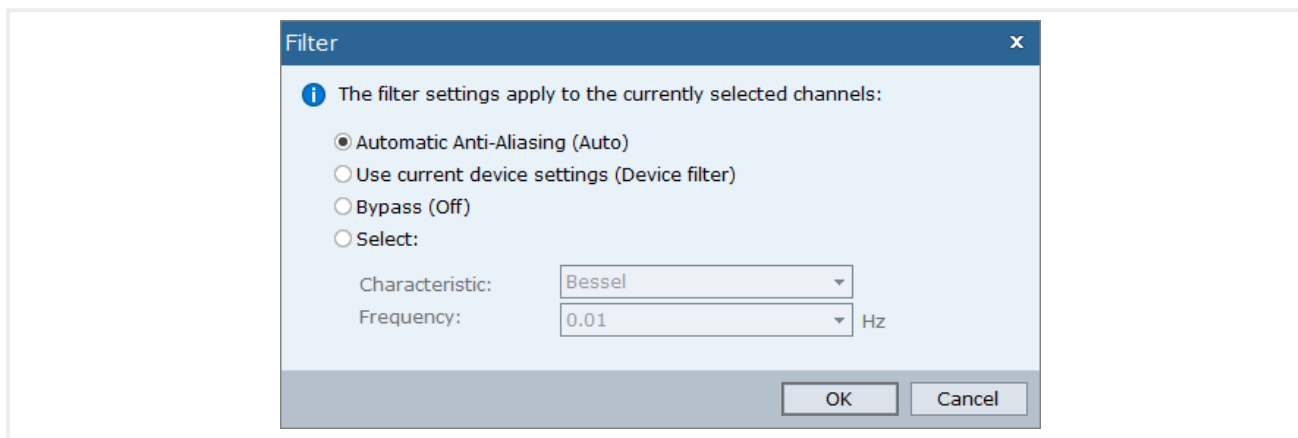 Filter x
The filter settings apply to the currently selected channels:
Automatic Anti-Aliasing (Auto)
Use current device settings (Device filter)
Bypass (Off)
Select:
Characteristic: Bessel
Frequency: 0.01 Hz
OK Cancel